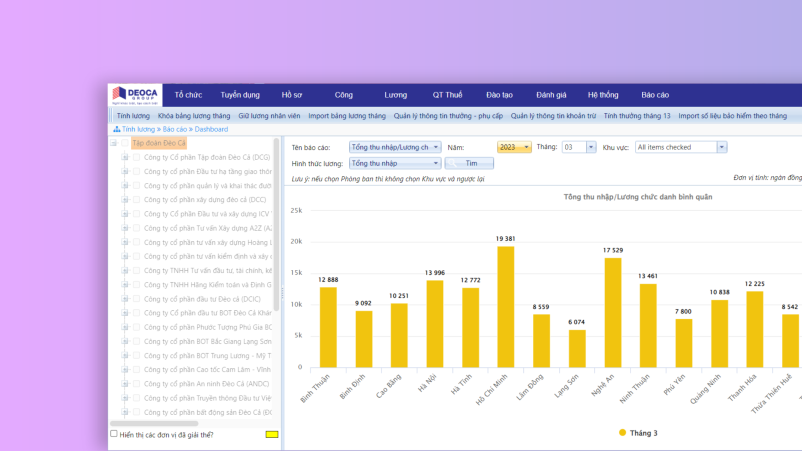 DEOCA
GROUP
Tổ chức Tuyển dụng Hồ sơ Công Lương QT Thuế Đào tạo Đánh giá Hệ thống Báo cáo
Tính lương Khóa bảng lương tháng Giữ lương nhân viên Import bảng lương tháng Quản lý thông tin thưởng - phụ cấp Quản lý thông tin khoản trừ Tính thưởng tháng 13 Import số liệu bảo hiểm theo tháng
Tính lương » Báo cáo » Dashboard
Tập đoàn Đèo Cả
Công ty Cổ phần Tập đoàn Đèo Cả (DCG)
Công ty cổ phần Đầu tư hạ tầng giao thôn
Công ty cổ phần quản lý và khai thác đườ
Công ty cổ phần xây dựng đèo cả (DCC)
Công ty Cổ phần Đầu tư và xây dựng ICV
Công ty cổ phần Tư vấn Xây dựng A2Z (A
Công ty cổ phần tư vấn xây dựng Hoàng L
Công ty cổ phần tư vấn kiểm định và xây
Công ty TNHH Tư vấn đầu tư, tài chính, kế
Công ty TNHH Hãng Kiểm toán và Định G
Công ty cổ phần đầu tư Đèo cả (DCIC)
Công ty Cổ phần đầu tư BOT Đèo Cả Khán
Công ty cổ phần Phước Tượng Phú Gia BO
Công ty cổ phần BOT Bắc Giang Lạng Sơn
Công ty cổ phần BOT Trung Lương - Mỹ T
Công ty cổ phần Cao tốc Cam Lâm - Vĩnh
Công ty cổ phần An ninh Đèo Cả (ANDC)
Công ty cổ phần Truyền thông Đầu tư Việ
Công ty cổ phần bất động sản Đèo Cả (ĐC
Hiển thị các đơn vị đã giải thể?
Tên báo cáo: Tổng thu nhập/Lương ch Năm: 2023 Tháng: 03 Khu vực: All items checked
Hình thức lương: Tổng thu nhập Tìm
Lưu ý: nếu chọn Phòng ban thì không chọn Khu vực và ngược lại
Đơn vị tính: ngàn đồng
Tổng thu nhập/Lương chức danh bình quân
25k
20k
15k
10k
5k
0
12 888
9 092
10 251
13 996
12 772
19 381
8 559
6 074
17 529
13 461
7 800
10 838
12 225
8 542
Bình Thuận
Bình Định
Cao Bằng
Hà Nội
Hà Tĩnh
Hồ Chí Minh
Lâm Đồng
Lạng Sơn
Nghệ An
Ninh Thuận
Phú Yên
Quảng Ninh
Thanh Hóa
Thừa Thiên Huế
Tháng 3